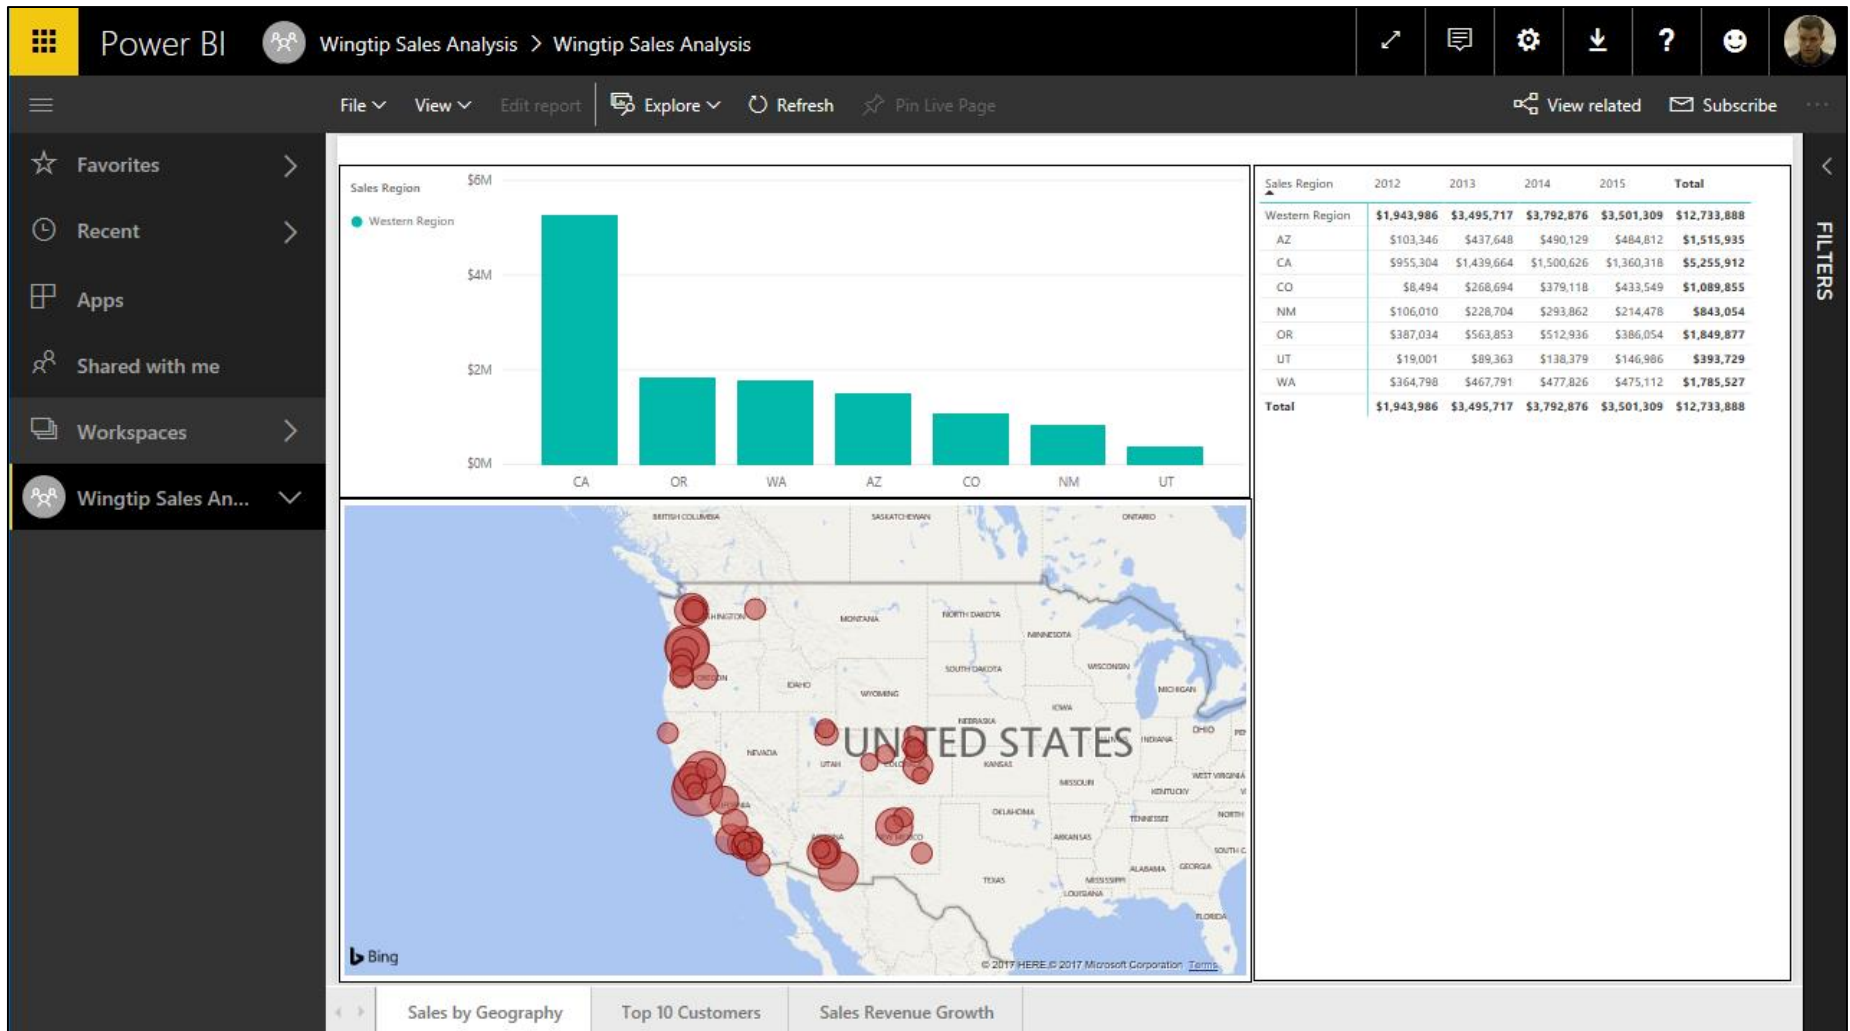 Power BI Wingtip Sales Analysis > Wingtip Sales Analysis ?
File View Edit report Explore Refresh Pin Live Page View related Subscribe ...
Favorites
Recent
Apps
Shared with me
Workspaces
Wingtip Sales An...
Sales Region
Western Region
$6M
$4M
$2M
$0M
CA OR WA AZ CO NM UT
Sales Region 2012 2013 2014 2015 Total
Western Region $1,943,986 $3,495,717 $3,792,876 $3,501,309 $12,733,888
AZ $103,346 $437,648 $490,129 $484,812 $1,515,935
CA $955,304 $1,439,664 $1,500,626 $1,360,318 $5,255,912
CO $8,494 $268,694 $379,118 $433,549 $1,089,855
NM $106,010 $228,704 $293,862 $214,478 $843,054
OR $387,034 $563,853 $512,936 $386,054 $1,849,877
UT $19,001 $89,363 $138,379 $146,986 $393,729
WA $364,798 $467,791 $477,826 $475,112 $1,785,527
Total $1,943,986 $3,495,717 $3,792,876 $3,501,309 $12,733,888
FILTERS
BRITISH COLUMBIA SASKATCHEWAN ONTARIO
MONTANA NORTH DAKOTA
MINNESOTA
SOUTH DAKOTA WISCONSIN
IDAHO WYOMING MICHIGAN
IOWA
NEBRASKA
UNITED STATES
INDIANA OHIO
NEVADA UTAH KANSAS
MISSOURI WEST VIRGINIA
KENTUCKY
OKLAHOMA TENNESSEE NORTH
NEW MEXICO ARKANSAS
SOUTH C
ALABAMA GEORGIA
TEXAS MISSISSIPPI
LOUISIANA
FLORIDA
Bing
© 2017 HERE © 2017 Microsoft Corporation Terms
Sales by Geography Top 10 Customers Sales Revenue Growth